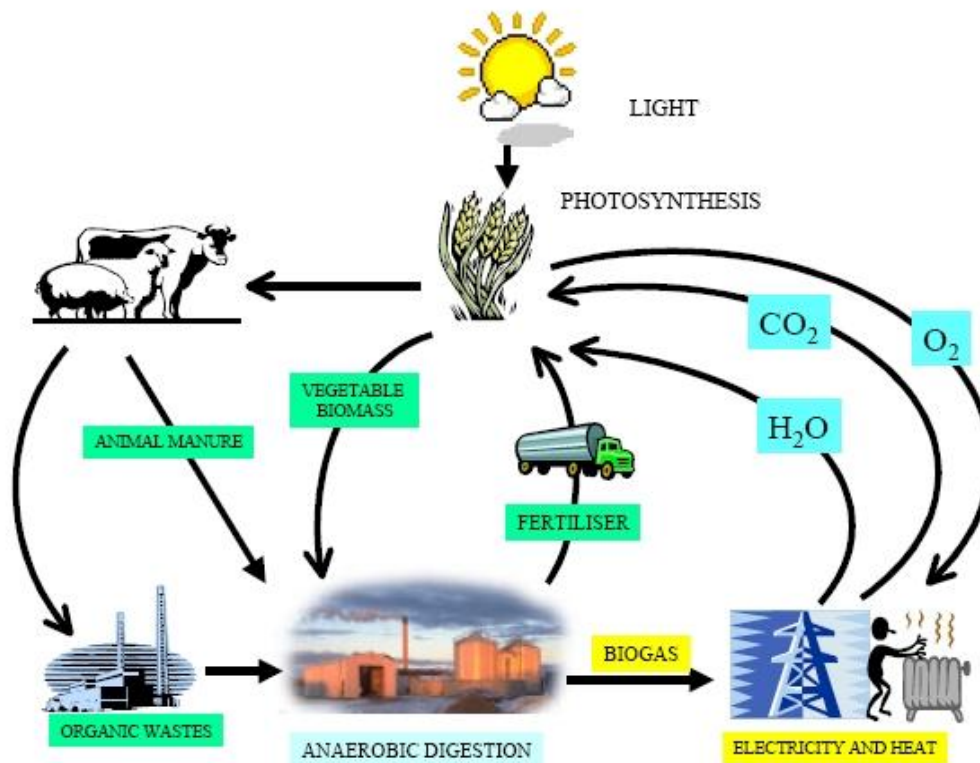 LIGHT
PHOTOSYNTHESIS
CO₂
O₂
VEGETABLE
BIOMASS
H₂O
ANIMAL MANURE
FERTILISER
BIOGAS
ORGANIC WASTES
ANAEROBIC DIGESTION
ELECTRICITY AND HEAT